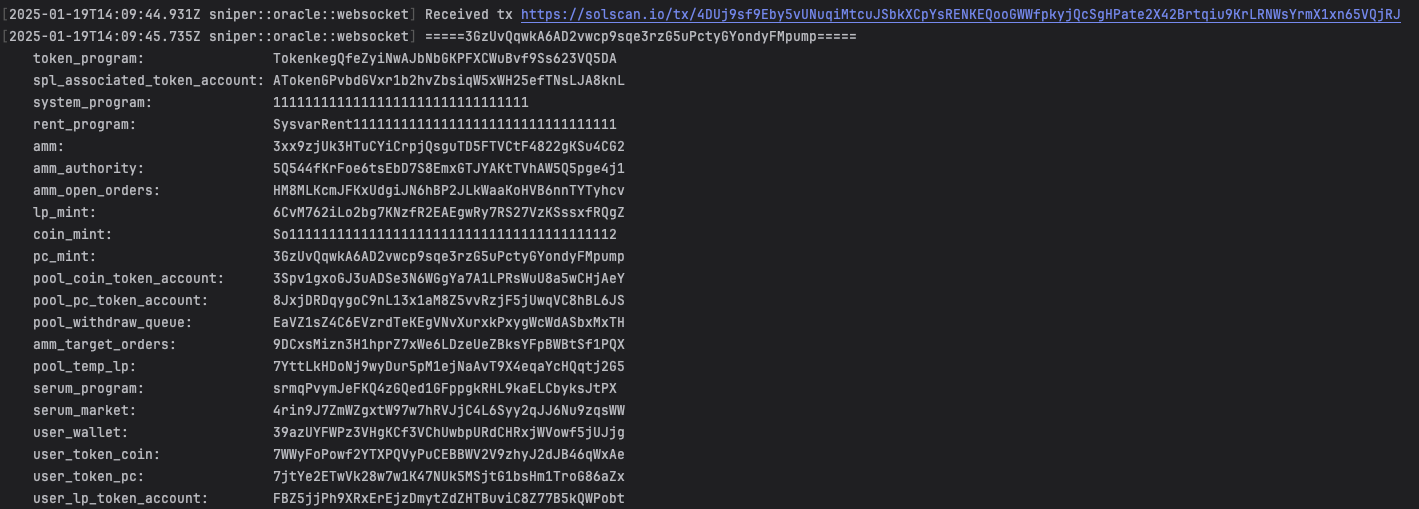 [2025-01-19T14:09:44.931Z sniper::oracle::websocket] Received tx https://solscan.io/tx/4DUj9sf9Eby5vUNuqiMtcuJSbkXCpYsRENKEQooGWWfpkyjQcSgHPate2X42Brtqiu9KrLRNWsYrmX1xn65VQjRJ
[2025-01-19T14:09:45.735Z sniper::oracle::websocket] =====3GzUvQqwkA6AD2vwcp9sqe3rzG5uPctyGYondyFMpump=====
token_program: TokenkegQfeZyiNwAJbNbGKPFXCWuBvf9Ss623VQ5DA
spl_associated_token_account: ATokenGPvbdGVxr1b2hvZbsiqW5xWH25efTNsLJA8knL
system_program: 11111111111111111111111111111111
rent_program: SysvarRent111111111111111111111111111111111
amm: 3xx9zjUk3HTuCYiCrpjQsguTD5FTVCtF4822gKSu4CG2
amm_authority: 5Q544fKrFoe6tsEbD7S8EmxGTJYAKtTVhAW5Q5pge4j1
amm_open_orders: HM8MLKcmJFKxUdgiJN6hBP2JLkWaaKoHVB6nnTYTyhcv
lp_mint: 6CvM762iLo2bg7KNzfR2EAEgwRy7RS27VzKSssxfRQgZ
coin_mint: So11111111111111111111111111111111111111112
pc_mint: 3GzUvQqwkA6AD2vwcp9sqe3rzG5uPctyGYondyFMpump
pool_coin_token_account: 3Spv1gxoGJ3uADSe3N6WGgYa7A1LPRsWuU8a5wCHjAeY
pool_pc_token_account: 8JxjDRDqygoC9nL13x1aM8Z5vvRzjF5jUwqVC8hBL6JS
pool_withdraw_queue: EaVZ1sZ4C6EVzrdTeKEgVNvXurxkPxygWcWdASbxMxTH
amm_target_orders: 9DCxsMizn3H1hprZ7xWe6LDzeUeZBksYFpBWBtSf1PQX
pool_temp_lp: 7YttLkHDoNj9wyDur5pM1ejNaAvT9X4eqaYcHQqtj2G5
serum_program: srmqPvymJeFKQ4zGQed1GFppgkRHL9kaELCbyksJtPX
serum_market: 4rin9J7ZmWZgxtW97w7hRVJjC4L6Syy2qJJ6Nu9zqsWW
user_wallet: 39azUYFWPz3VHgKCf3VChUwbpURdCHRxjWVowf5jUJjg
user_token_coin: 7WWyFoPowf2YTXPQVyPuCEBBWV2V9zhyJ2dJB46qWxAe
user_token_pc: 7jtYe2ETwVk28w7w1K47NUk5MSjtG1bsHm1TroG86aZx
user_lp_token_account: FBZ5jjPh9XRxErEjzDmytZdZHTBuviC8Z77B5kQWPobt